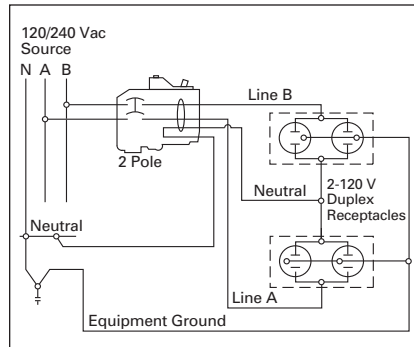 120/240 Vac
Source
N A B
Line B
2 Pole
Neutral
2-120 V
Duplex
Receptacles
Neutral
Line A
Equipment Ground